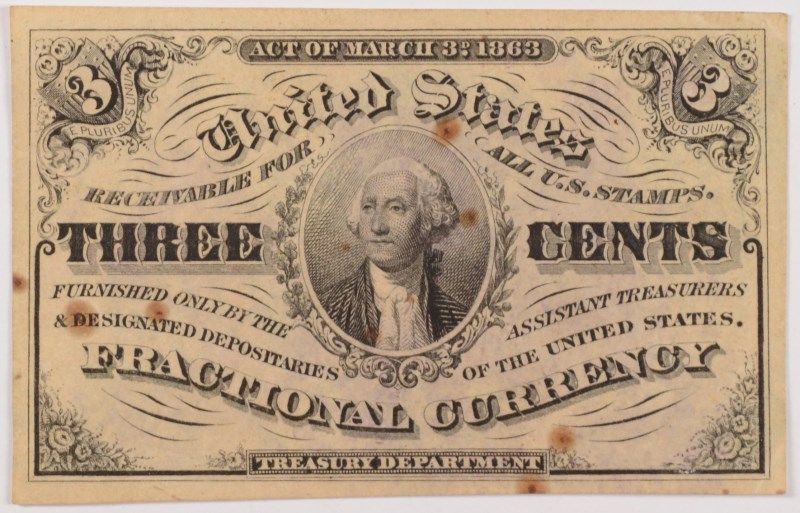 ACT OF MARCH 3D. 1863
3
E PLURIBUS UNUM
3
E PLURIBUS UNUM
United States
RECEIVABLE FOR ALL U.S. STAMPS.
THREE CENTS
FURNISHED ONLY BY THE ASSISTANT TREASURERS
& DESIGNATED DEPOSITARIES OF THE UNITED STATES.
FRACTIONAL CURRENCY
TREASURY DEPARTMENT